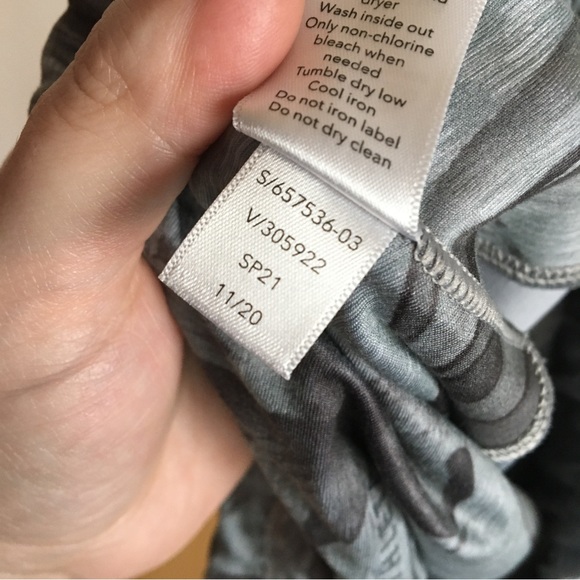 dryer
Wash inside out
Only non-chlorine
bleach when
needed
Tumble dry low
Cool iron
Do not iron label
Do not dry clean
S/657536-03
V/305922
SP21
11/20